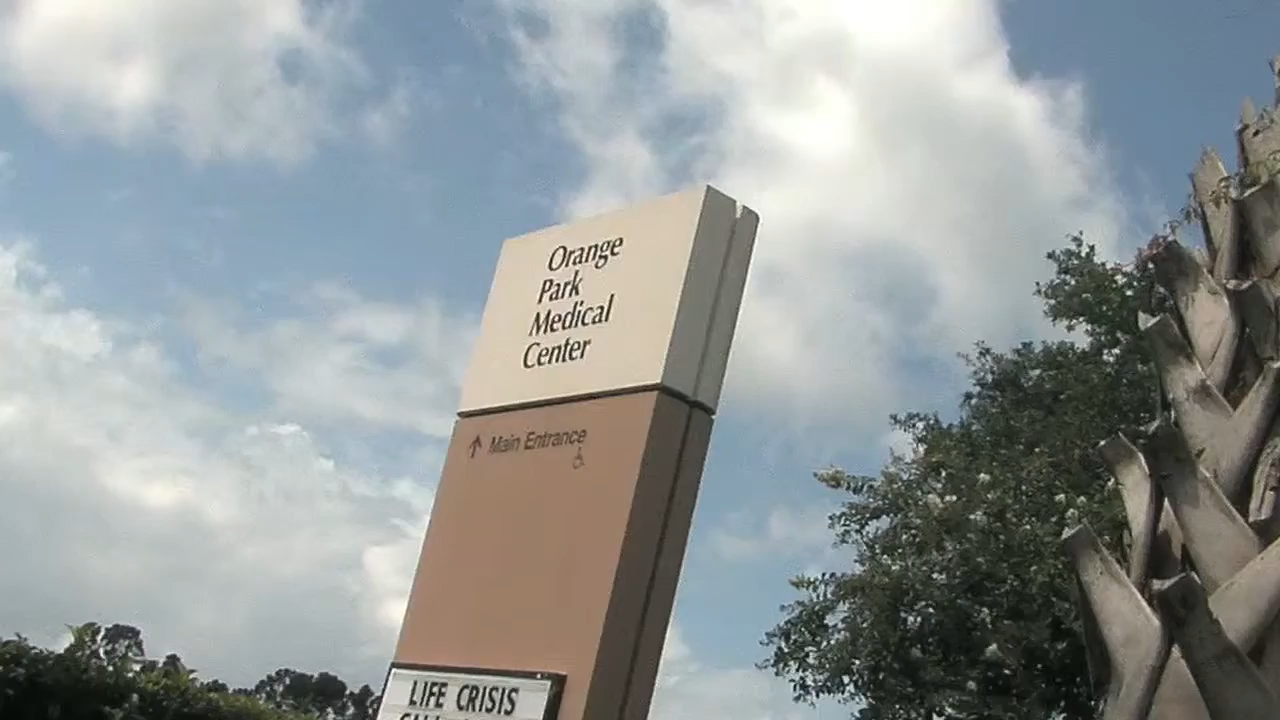 Orange
Park
Medical
Center
Main Entrance
LIFE CRISIS